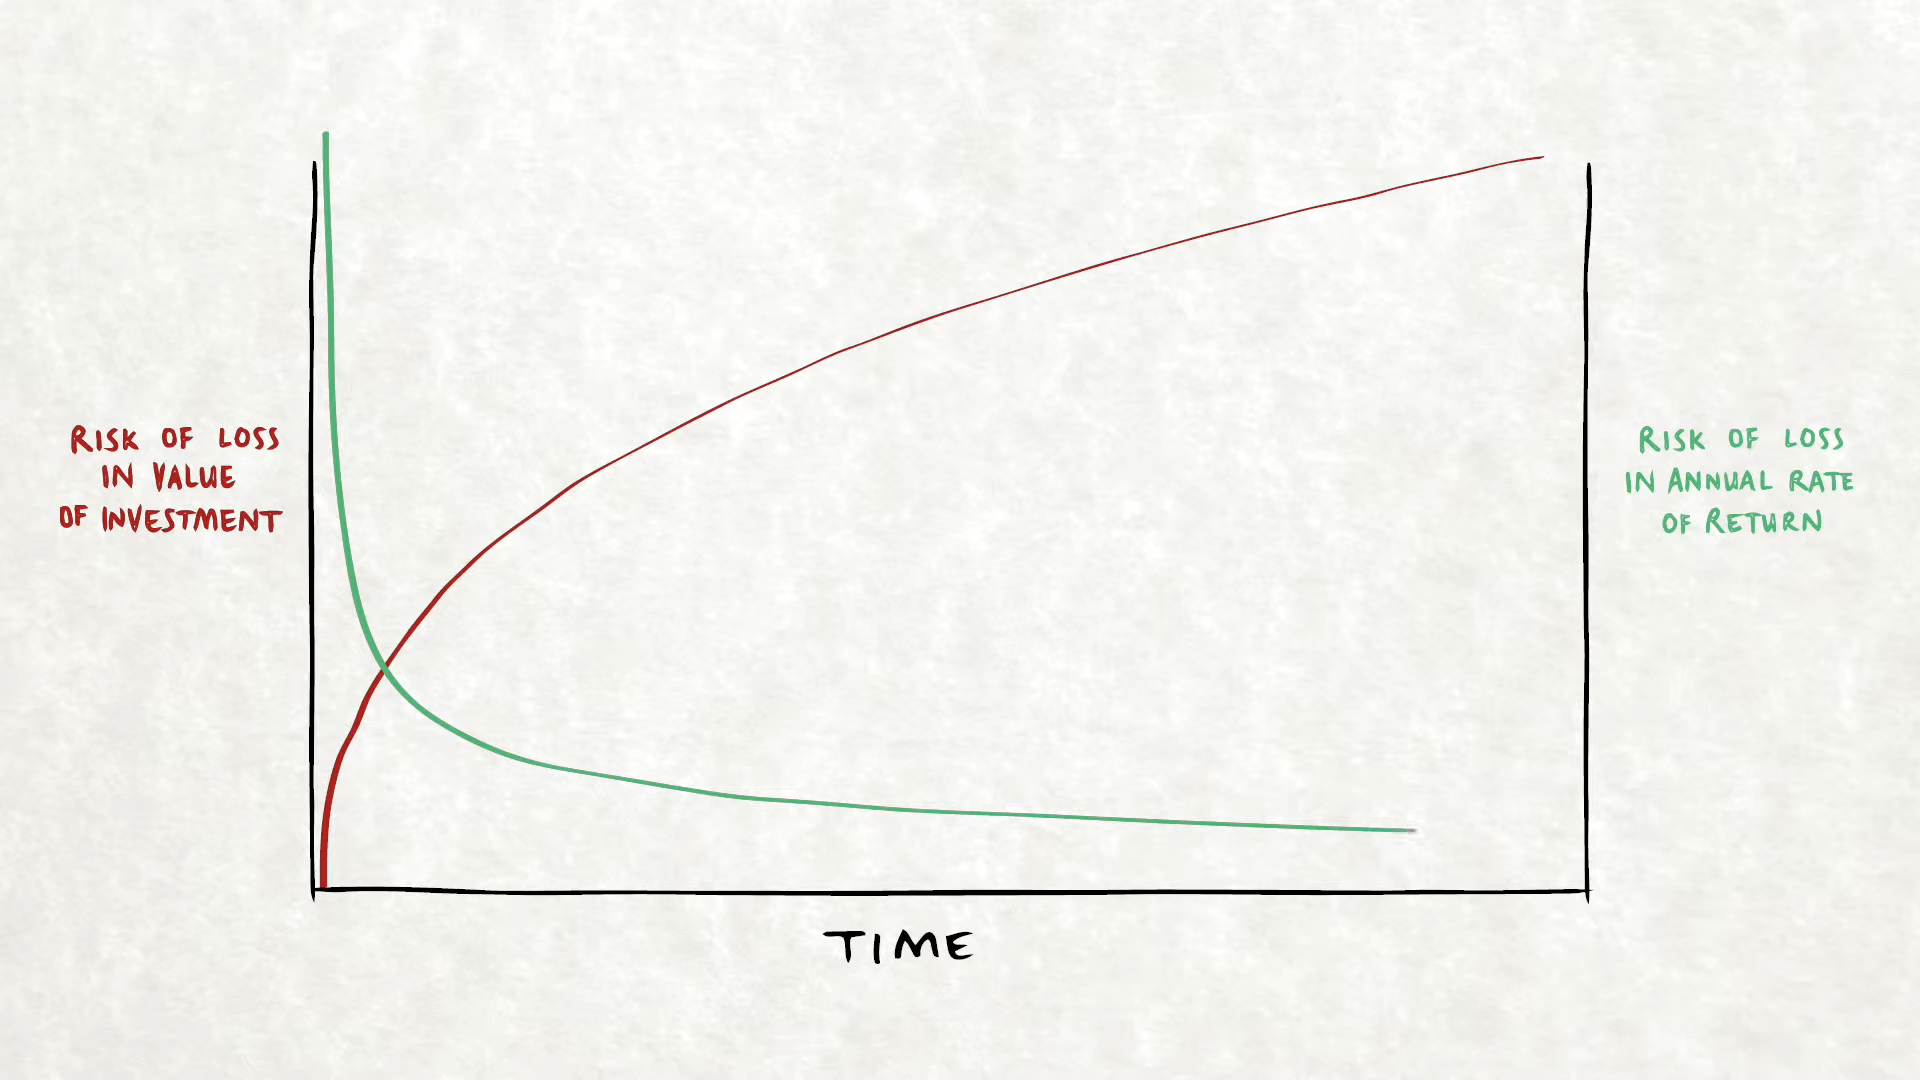 RISK OF LOSS
IN VALUE
OF INVESTMENT
RISK OF LOSS
IN ANNUAL RATE
OF RETURN
TIME